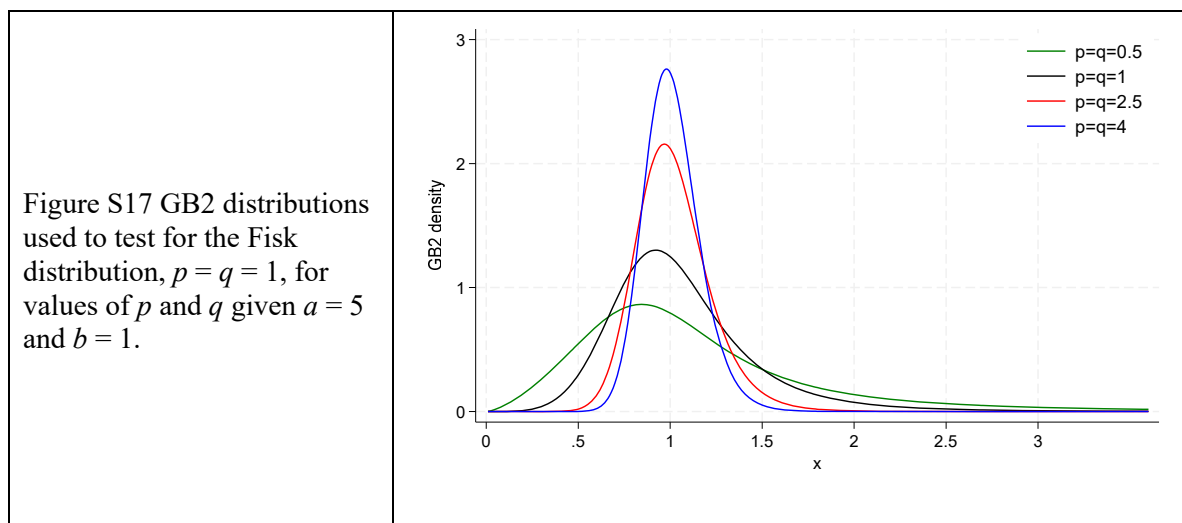 Figure S17 GB2 distributions
used to test for the Fisk
distribution, p = q = 1, for
values of p and q given a = 5
and b = 1.
3
2
1
0
GB2 density
0
.5
1
1.5
2
2.5
3
x
p=q=0.5
p=q=1
p=q=2.5
p=q=4